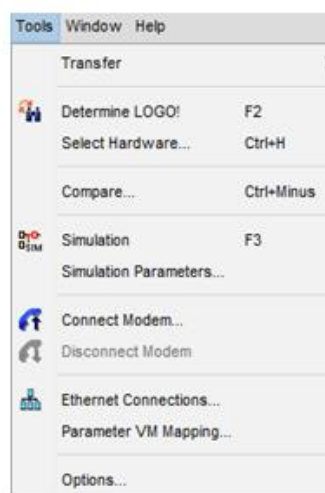 Tools Window Help
Transfer
Determine LOGO! F2
Select Hardware... Ctrl+H
Compare... Ctrl+Minus
SIM Simulation F3
Simulation Parameters...
Connect Modem...
Disconnect Modem
Ethernet Connections...
Parameter VM Mapping...
Options...